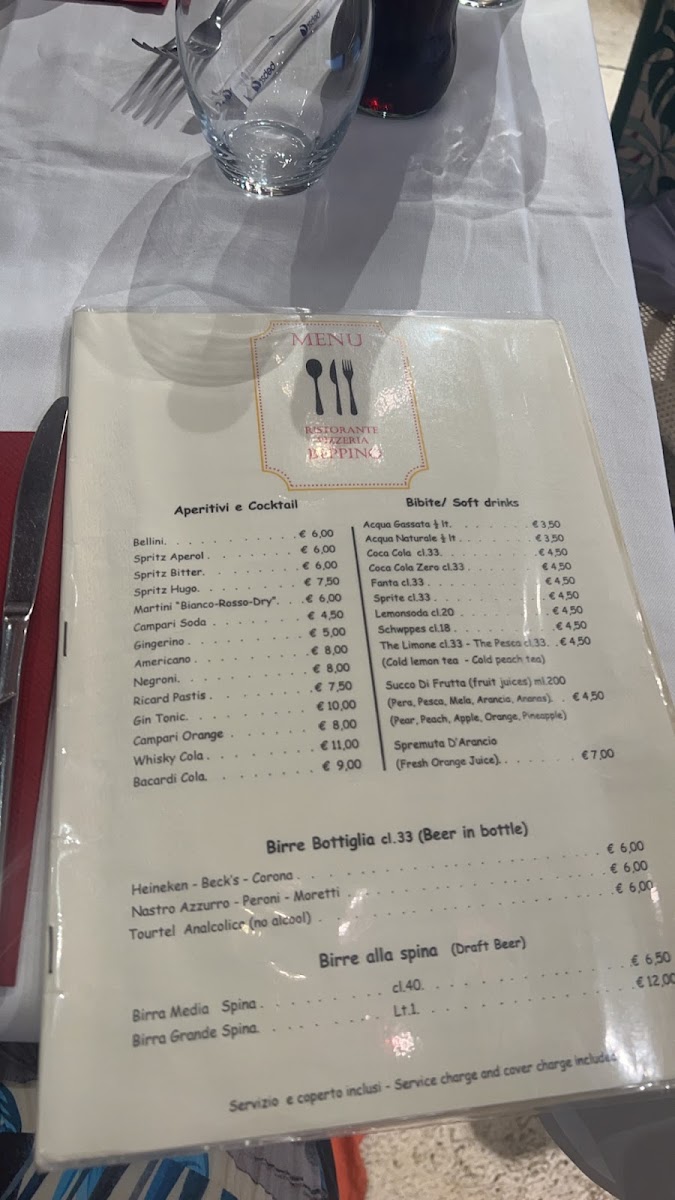 MENU
RISTORANTE
PIZZERIA
BEPPINO
Aperitivi e Cocktail
Bellini. . . . . . . . . . € 6,00
Spritz Aperol . . . . . . . . € 6,00
Spritz Bitter. . . . . . . . € 6,00
Spritz Hugo. . . . . . . . € 7,50
Martini "Bianco-Rosso-Dry". . . € 6,00
Campari Soda . . . . . . . . € 4,50
Gingerino . . . . . . . . . € 5,00
Americano . . . . . . . . . € 8,00
Negroni. . . . . . . . . . € 8,00
Ricard Pastis . . . . . . . . € 7,50
Gin Tonic. . . . . . . . . € 10,00
Campari Orange . . . . . . . € 8,00
Whisky Cola . . . . . . . . € 11,00
Bacardi Cola. . . . . . . . € 9,00
Bibite/ Soft drinks
Acqua Gassata ½ lt. . . . . . . . € 3,50
Acqua Naturale ½ lt . . . . . . . € 3,50
Coca Cola cl.33. . . . . . . . . € 4,50
Coca Cola Zero cl.33 . . . . . . . € 4,50
Fanta cl.33 . . . . . . . . . . € 4,50
Sprite cl.33 . . . . . . . . . . € 4,50
Lemonsoda cl.20 . . . . . . . . € 4,50
Schwppes cl.18 . . . . . . . . . € 4,50
The Limone cl.33 - The Pesca cl.33. . € 4,50
(Cold lemon tea - Cold peach tea)
Succo Di Frutta (fruit juices) ml.200
(Pera, Pesca, Mela, Arancia, Ananas). . € 4,50
(Pear, Peach, Apple, Orange, Pineapple)
Spremuta D'Arancio
(Fresh Orange Juice). . . . . . . € 7,00
Birre Bottiglia cl.33 (Beer in bottle)
Heineken - Beck's - Corona . . . . . . . . . . € 6,00
Nastro Azzurro - Peroni - Moretti . . . . . . . . . . € 6,00
Tourtel Analcolicr (no alcool) . . . . . . . . . . € 6,00
Birre alla spina (Draft Beer)
Birra Media Spina . . . . . . cl.40. . . . . . . . € 6,50
Birra Grande Spina. . . . . . Lt.1. . . . . . . . . € 12,00
Servizio e coperto inclusi - Service charge and cover charge included